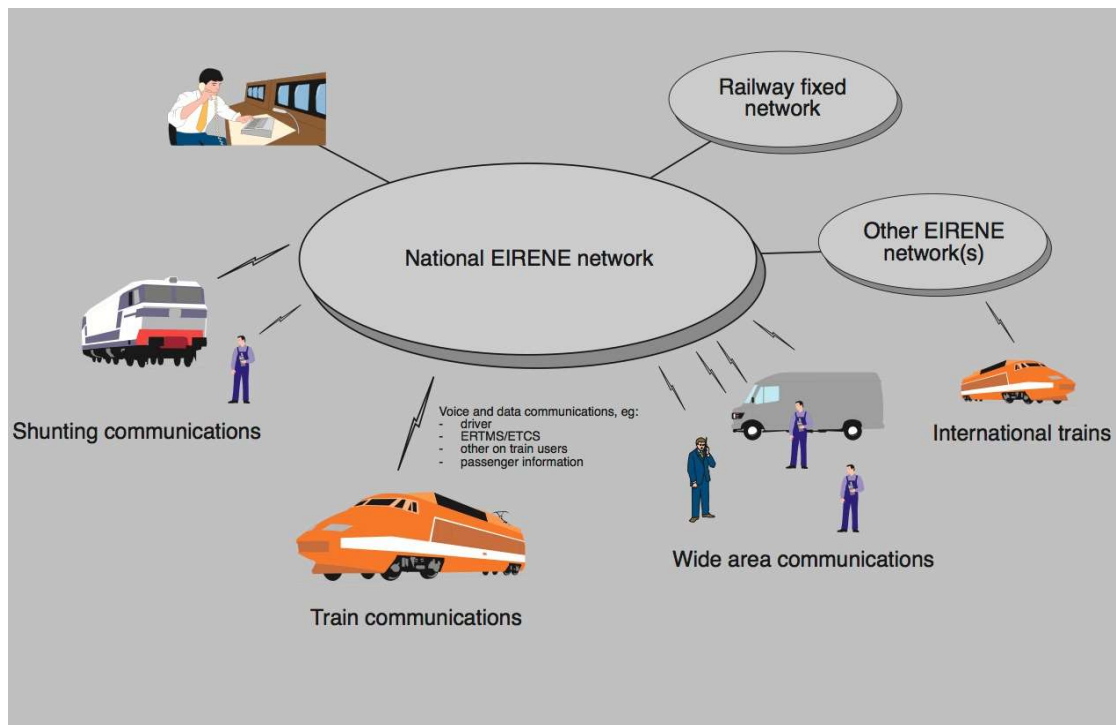 Railway fixed
network
National EIRENE network
Other EIRENE
network(s)
Shunting communications
Voice and data communications, eg:
- driver
- ERTMS/ETCS
- other on train users
- passenger information
International trains
Wide area communications
Train communications